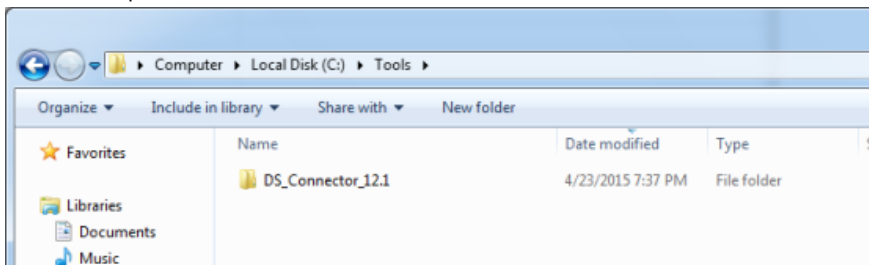 Computer Local Disk (C:) Tools
Organize Include in library Share with New folder
Favorites
Libraries
Documents
Music
Name Date modified Type
DS_Connector_12.1 4/23/2015 7:37 PM File folder